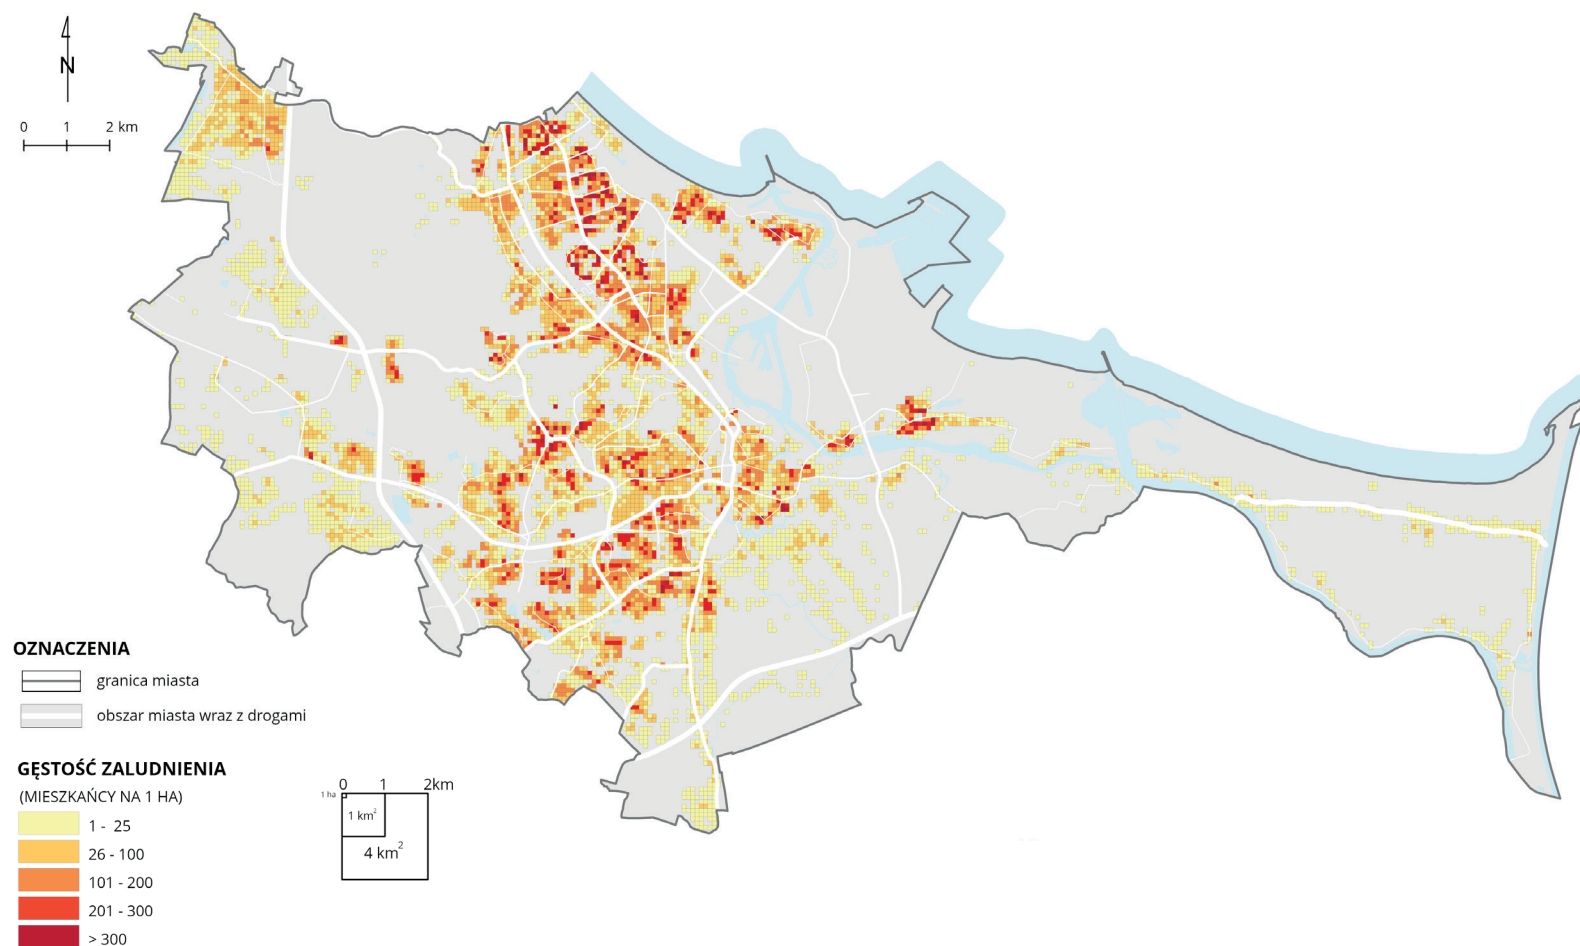 N
0 1 2 km
OZNACZENIA
granica miasta
obszar miasta wraz z drogami
GĘSTOŚĆ ZALUDNIENIA
(MIESZKAŃCY NA 1 HA)
1 - 25
26 - 100
101 - 200
201 - 300
> 300
0 1 2km
1 ha
1 km²
4 km²